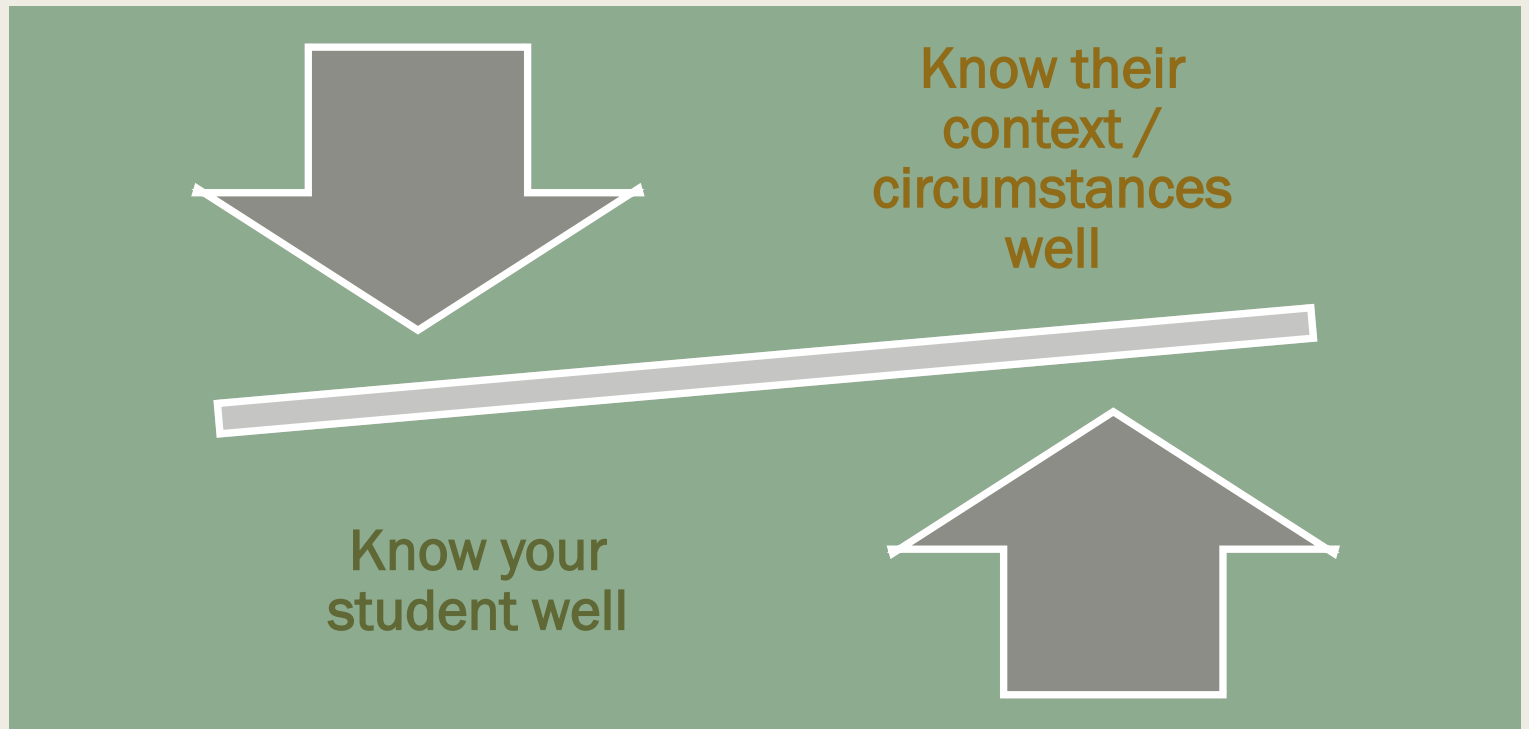 Know their
context /
circumstances
well
Know your
student well